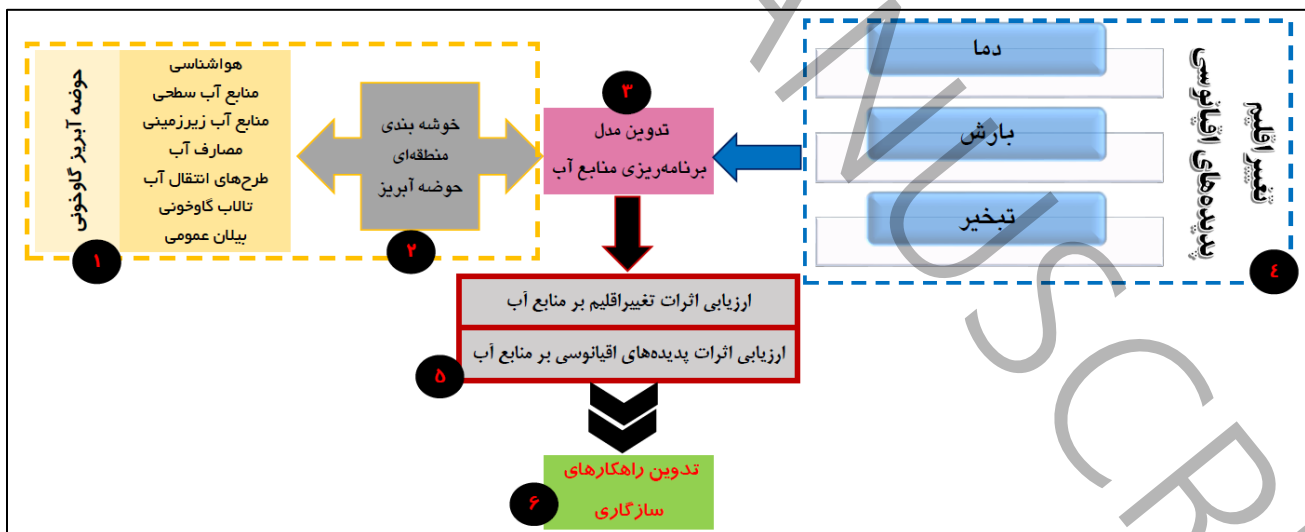 حوضه آبریز گاوخونی
هواشناسی
منابع آب سطحی
منابع آب زیرزمینی
مصارف آب
طرح‌های انتقال آب
تالاب گاوخونی
بیلان عمومی
۱
خوشه بندی
منطقه‌ای
حوضه آبریز
۲
۳
تدوین مدل
برنامه‌ریزی منابع آب
تغییراقلیم
پدیده‌های اقیانوسی
دما
بارش
تبخیر
۴
ارزیابی اثرات تغییراقلیم بر منابع آب
ارزیابی اثرات پدیده‌های اقیانوسی بر منابع آب
۵
تدوین راهکارهای
سازگاری
۶
ANUSCR